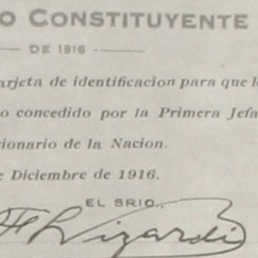 O CONSTITUYENTE
DE 1916
arjeta de identificacion para que l
o concedido por la Primera Jefa
cionario de la Nacion.
e Diciembre de 1916.
EL SRIO.,
F Lizardi